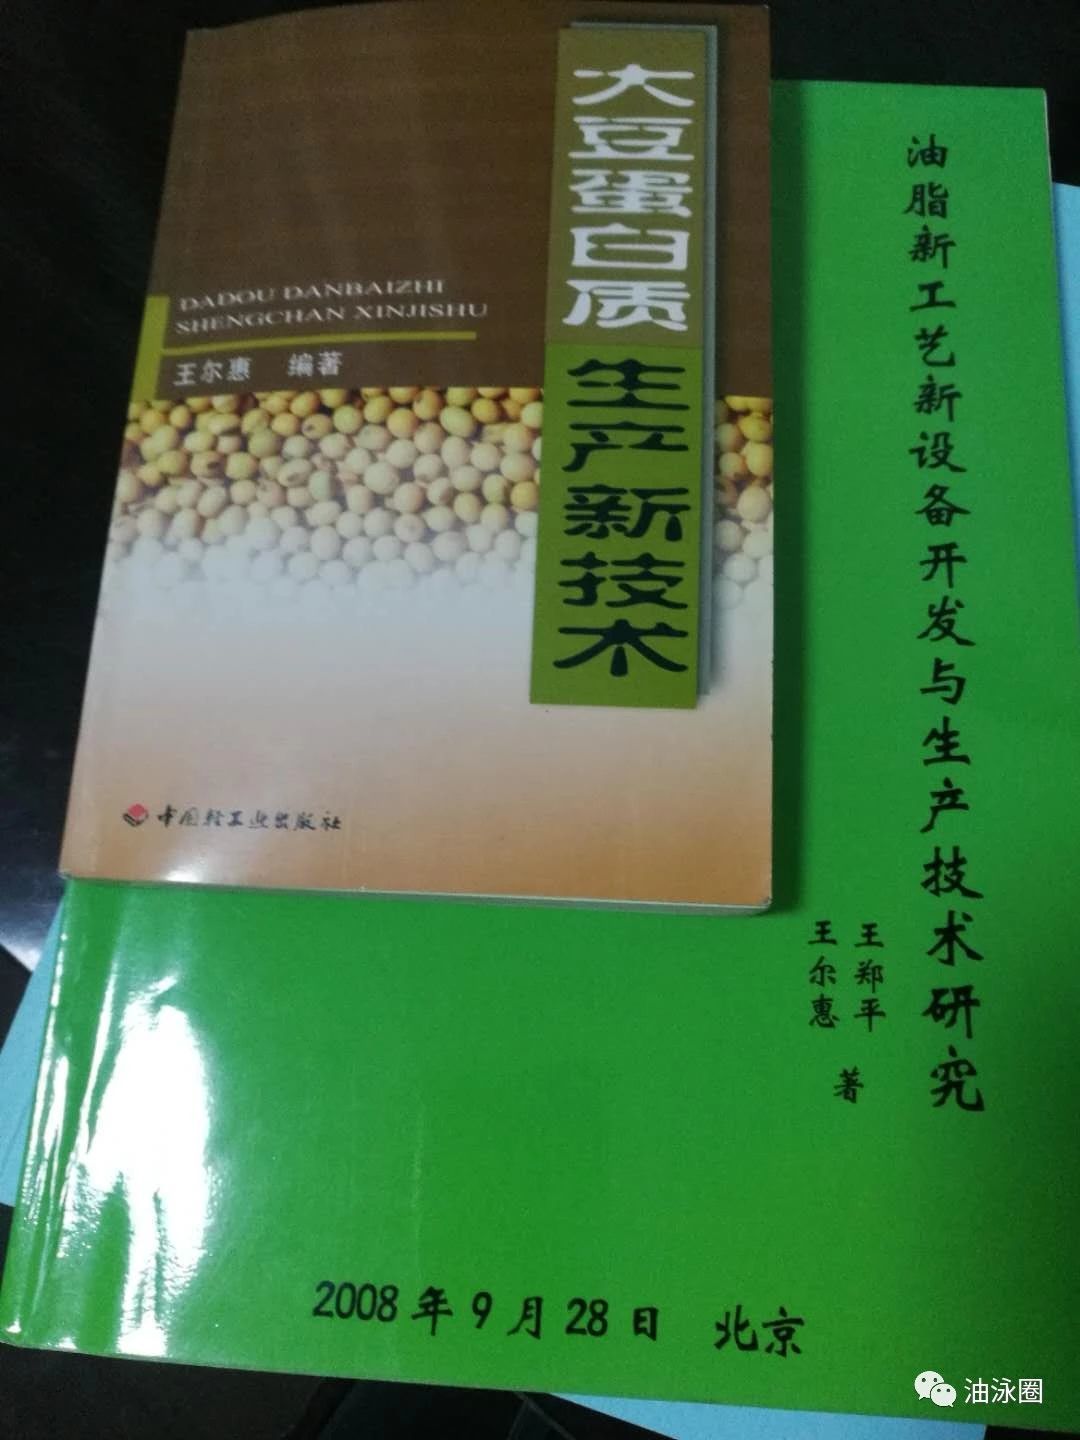 大豆蛋白质
生产新技术
DADOU DANBAIZHI
SHENGCHAN XINJISHU
王尔惠 编著
中国轻工业出版社
油脂新工艺新设备开发与生产技术研究
王郑平
王尔惠
著
2008年9月28日 北京
油泳圈